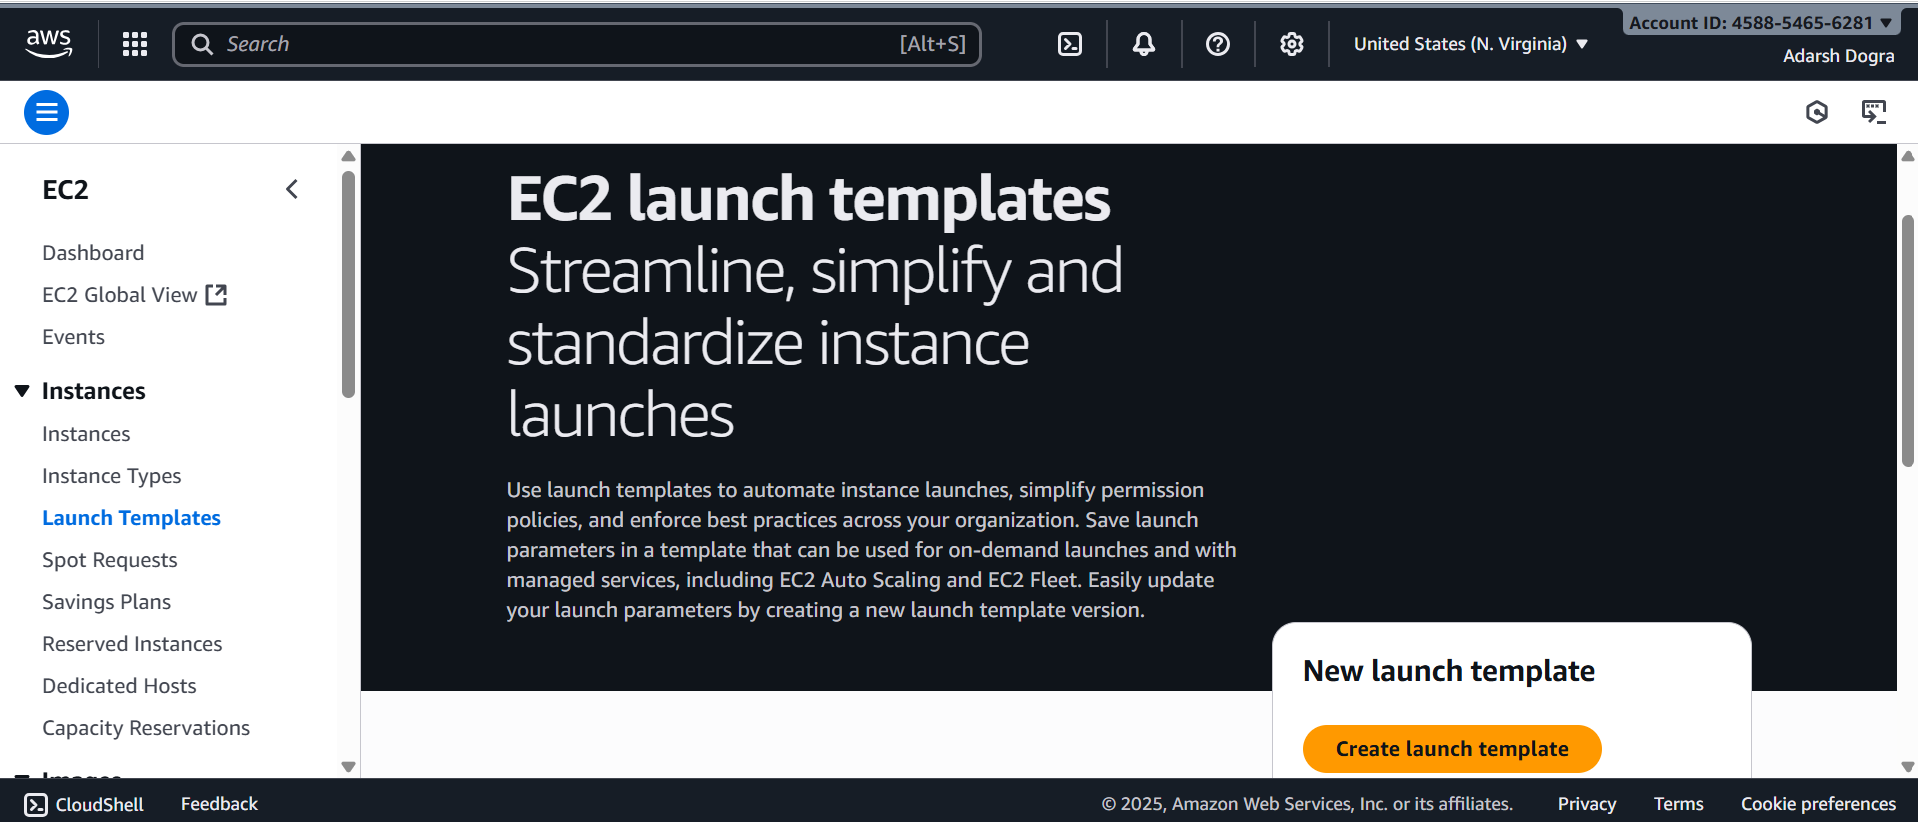 aws
Search
[Alt+S]
United States (N. Virginia)
Account ID: 4588-5465-6281
Adarsh Dogra
EC2
Dashboard
EC2 Global View
Events
Instances
Instances
Instance Types
Launch Templates
Spot Requests
Savings Plans
Reserved Instances
Dedicated Hosts
Capacity Reservations
Images
EC2 launch templates
Streamline, simplify and
standardize instance
launches
Use launch templates to automate instance launches, simplify permission
policies, and enforce best practices across your organization. Save launch
parameters in a template that can be used for on-demand launches and with
managed services, including EC2 Auto Scaling and EC2 Fleet. Easily update
your launch parameters by creating a new launch template version.
New launch template
Create launch template
CloudShell
Feedback
© 2025, Amazon Web Services, Inc. or its affiliates.
Privacy
Terms
Cookie preferences